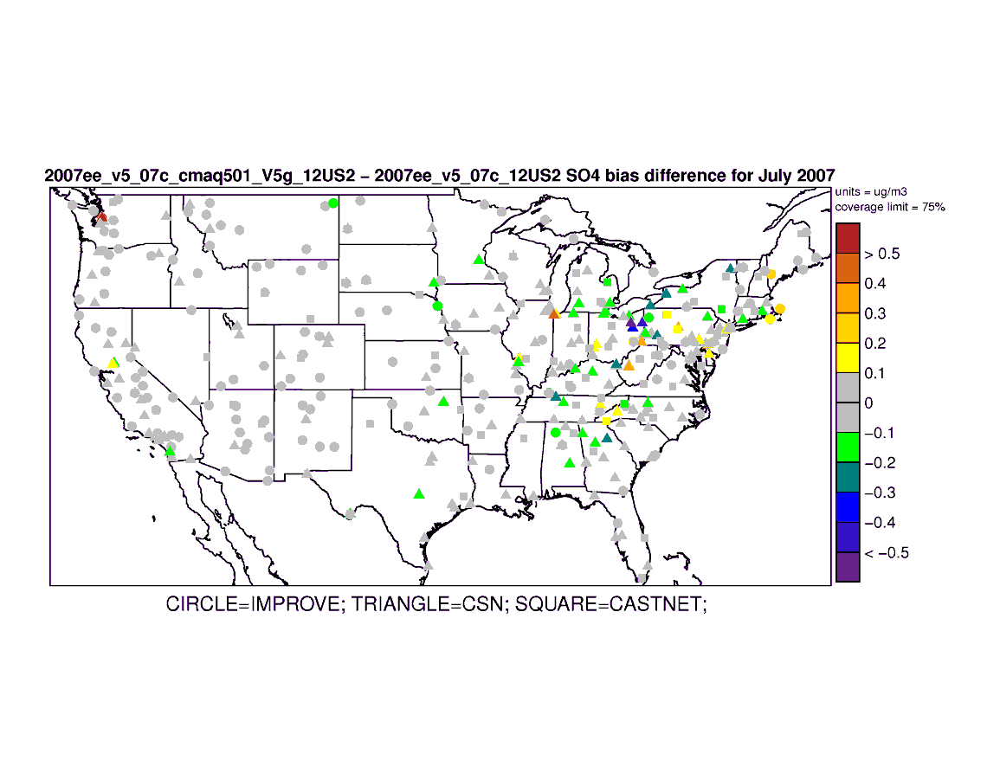 2007ee_v5_07c_cmaq501_V5g_12US2 − 2007ee_v5_07c_12US2 SO4 bias difference for July 2007
units = ug/m3
coverage limit = 75%
> 0.5
0.4
0.3
0.2
0.1
0
−0.1
−0.2
−0.3
−0.4
< −0.5
CIRCLE=IMPROVE; TRIANGLE=CSN; SQUARE=CASTNET;